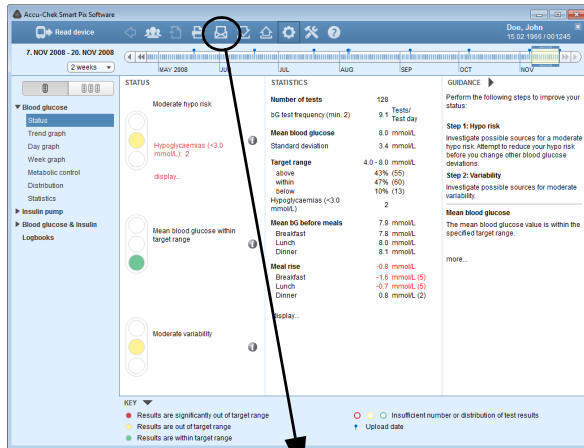 Accu-Chek Smart Pix Software
Read device
Doe, John
15.02.1966 / 001245
7. NOV 2008 - 20. NOV 2008
2 weeks
MAY 2008 JUN JUL AUG SEP OCT NOV
Blood glucose
Status
Trend graph
Day graph
Week graph
Metabolic control
Distribution
Statistics
Insulin pump
Blood glucose & Insulin
Logbooks
STATUS
Moderate hypo risk
Hypoglycaemias (<3.0
mmol/L): 2
display...
Mean blood glucose within
target range
Moderate variability
STATISTICS
Number of tests 128
bG test frequency (min. 2) 9.1 Tests/
Test day
Mean blood glucose 8.0 mmol/L
Standard deviation 3.4 mmol/L
Target range 4.0 - 8.0 mmol/L
above 43% (55)
within 47% (60)
below 10% (13)
Hypoglycaemias (<3.0
mmol/L) 2
Mean bG before meals 7.9 mmol/L
Breakfast 7.8 mmol/L
Lunch 8.0 mmol/L
Dinner 8.1 mmol/L
Meal rise -0.8 mmol/L
Breakfast -1.6 mmol/L (5)
Lunch -0.7 mmol/L (5)
Dinner 0.8 mmol/L (2)
display...
GUIDANCE
Perform the following steps to improve your
status:
Step 1: Hypo risk
Investigate possible sources for a moderate
hypo risk. Attempt to reduce your hypo risk
before you change other blood glucose
deviations.
Step 2: Variability
Investigate possible sources for moderate
variability.
Mean blood glucose
The mean blood glucose value is within the
specified target range.
more...
KEY
Results are significantly out of target range
Results are out of target range
Results are within target range
Insufficient number or distribution of test results
Upload date